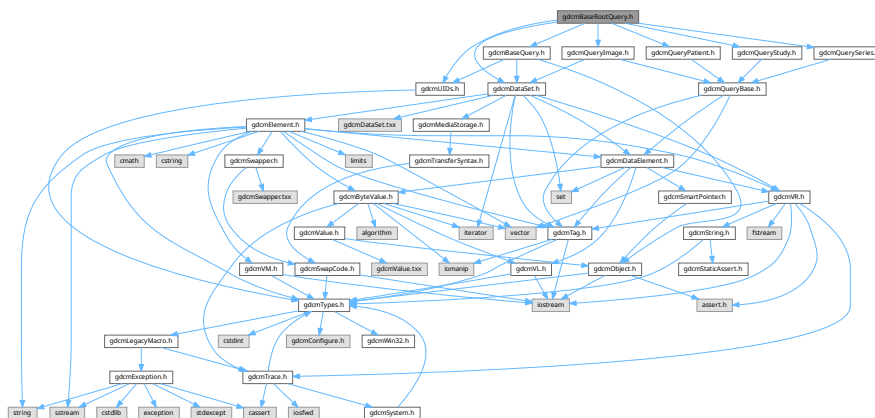 gdcmBaseRootQuery.h
gdcmBaseQuery.h
gdcmQueryImage.h
gdcmQueryPatient.h
gdcmQueryStudy.h
gdcmQuerySeries.
gdcmUIDs.h
gdcmDataSet.h
gdcmQueryBase.h
gdcmElement.h
gdcmDataSet.txx
gdcmMediaStorage.h
cmath
cstring
gdcmSwapper.h
limits
gdcmTransferSyntax.h
gdcmDataElement.h
gdcmSwapper.txx
gdcmByteValue.h
set
gdcmSmartPointer.h
gdcmVR.h
gdcmValue.h
algorithm
iterator
vector
gdcmTag.h
gdcmString.h
fstream
gdcmVM.h
gdcmSwapCode.h
gdcmValue.txx
iomanip
gdcmVL.h
gdcmObject.h
gdcmStaticAssert.h
gdcmTypes.h
iostream
assert.h
gdcmLegacyMacro.h
cstdint
gdcmConfigure.h
gdcmWin32.h
gdcmException.h
gdcmTrace.h
string
sstream
cstdlib
exception
stdexcept
cassert
iosfwd
gdcmSystem.h